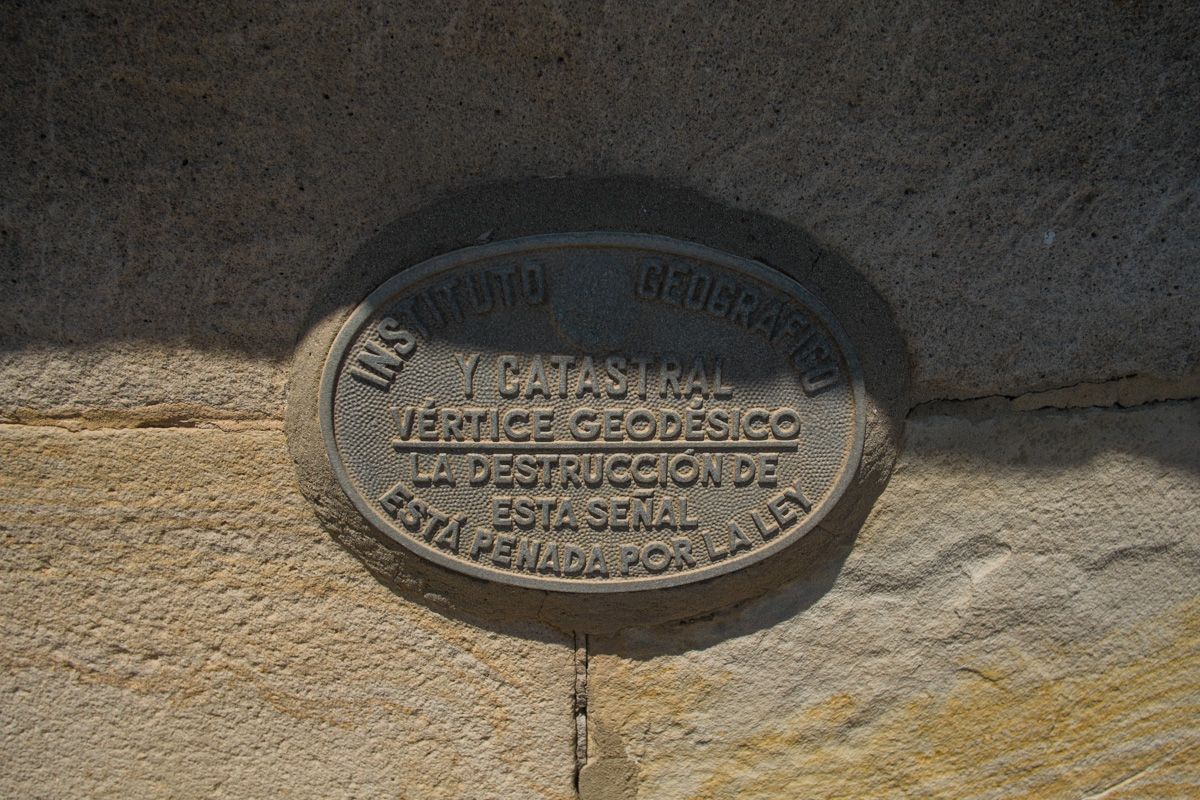 INSTITUTO GEOGRÁFICO
Y CATASTRAL
VÉRTICE GEODÉSICO
LA DESTRUCCIÓN DE
ESTA SEÑAL
ESTÁ PENADA POR LA LEY